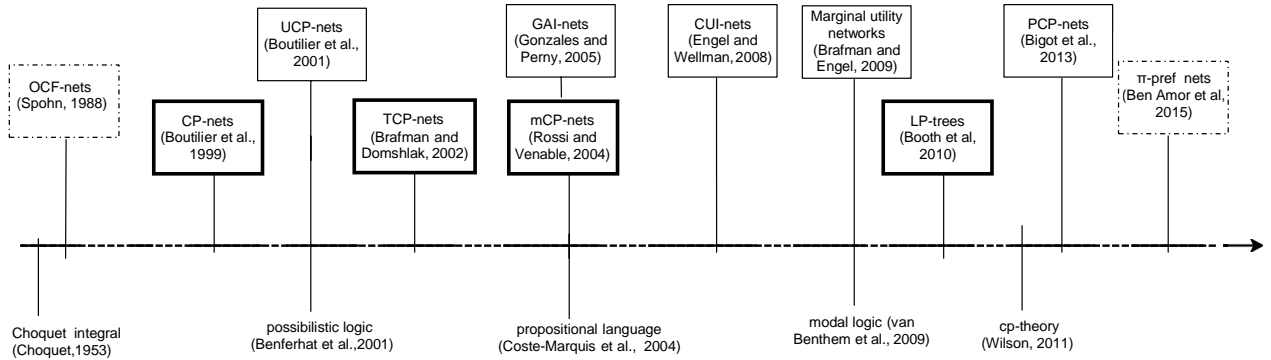 OCF-nets
(Spohn, 1988)
CP-nets
(Boutilier et al.,
1999)
UCP-nets
(Boutilier et al.,
2001)
TCP-nets
(Brafman and
Domshlak, 2002)
GAI-nets
(Gonzales and
Perny, 2005)
mCP-nets
(Rossi and
Venable, 2004)
CUI-nets
(Engel and
Wellman, 2008)
Marginal utility
networks
(Brafman and
Engel, 2009)
LP-trees
(Booth et al,
2010)
PCP-nets
(Bigot et al.,
2013)
π-pref nets
(Ben Amor et al,
2015)
Choquet integral
(Choquet,1953)
possibilistic logic
(Benferhat et al.,2001)
propositional language
(Coste-Marquis et al., 2004)
modal logic (van
Benthem et al., 2009)
cp-theory
(Wilson, 2011)